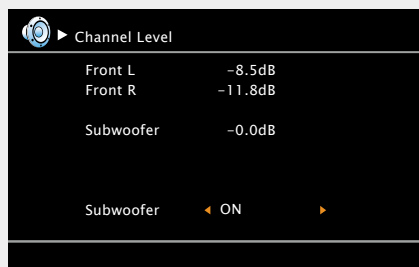 Channel Level
Front L -8.5dB
Front R -11.8dB
Subwoofer -0.0dB
Subwoofer ON